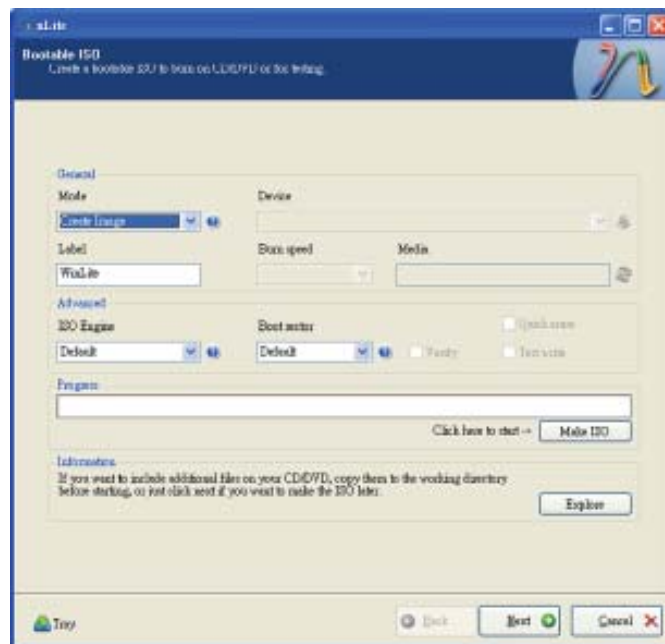 nLite
Bootable ISO
Create a bootable ISO to burn on CD/DVD or for testing.
General
Mode
Device
Create Image
Label
Burn speed
Media
WinLite
Advanced
ISO Engine
Boot sector
Quick erase
Default
Default
Verify
Test write
Progress
Click here to start ->
Make ISO
Information
If you want to include additional files on your CD/DVD, copy them to the working directory
before starting, or just click next if you want to make the ISO later.
Explore
Tray
Back
Next
Cancel